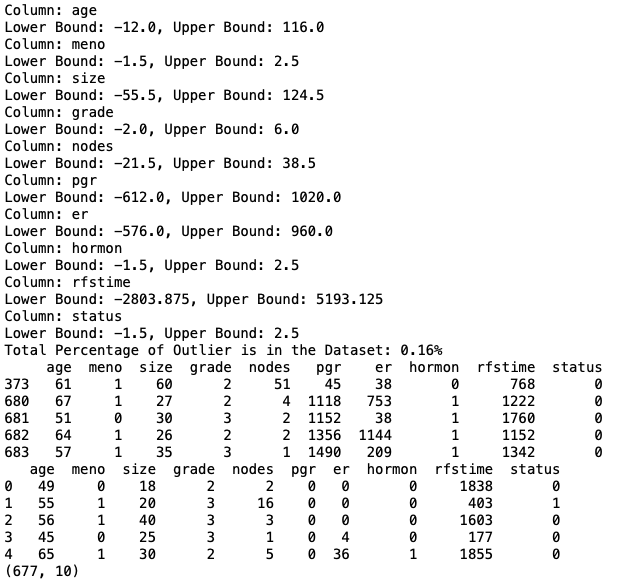 Column: age
Lower Bound: -12.0, Upper Bound: 116.0
Column: meno
Lower Bound: -1.5, Upper Bound: 2.5
Column: size
Lower Bound: -55.5, Upper Bound: 124.5
Column: grade
Lower Bound: -2.0, Upper Bound: 6.0
Column: nodes
Lower Bound: -21.5, Upper Bound: 38.5
Column: pgr
Lower Bound: -612.0, Upper Bound: 1020.0
Column: er
Lower Bound: -576.0, Upper Bound: 960.0
Column: hormon
Lower Bound: -1.5, Upper Bound: 2.5
Column: rfstime
Lower Bound: -2803.875, Upper Bound: 5193.125
Column: status
Lower Bound: -1.5, Upper Bound: 2.5
Total Percentage of Outlier is in the Dataset: 0.16%
age meno size grade nodes pgr er hormon rfstime status
373 61 1 60 2 51 45 38 0 768 0
680 67 1 27 2 4 1118 753 1 1222 0
681 51 0 30 3 2 1152 38 1 1760 0
682 64 1 26 2 2 1356 1144 1 1152 0
683 57 1 35 3 1 1490 209 1 1342 0
age meno size grade nodes pgr er hormon rfstime status
0 49 0 18 2 2 0 0 0 1838 0
1 55 1 20 3 16 0 0 0 403 1
2 56 1 40 3 3 0 0 0 1603 0
3 45 0 25 3 1 0 4 0 177 0
4 65 1 30 2 5 0 36 1 1855 0
(677, 10)